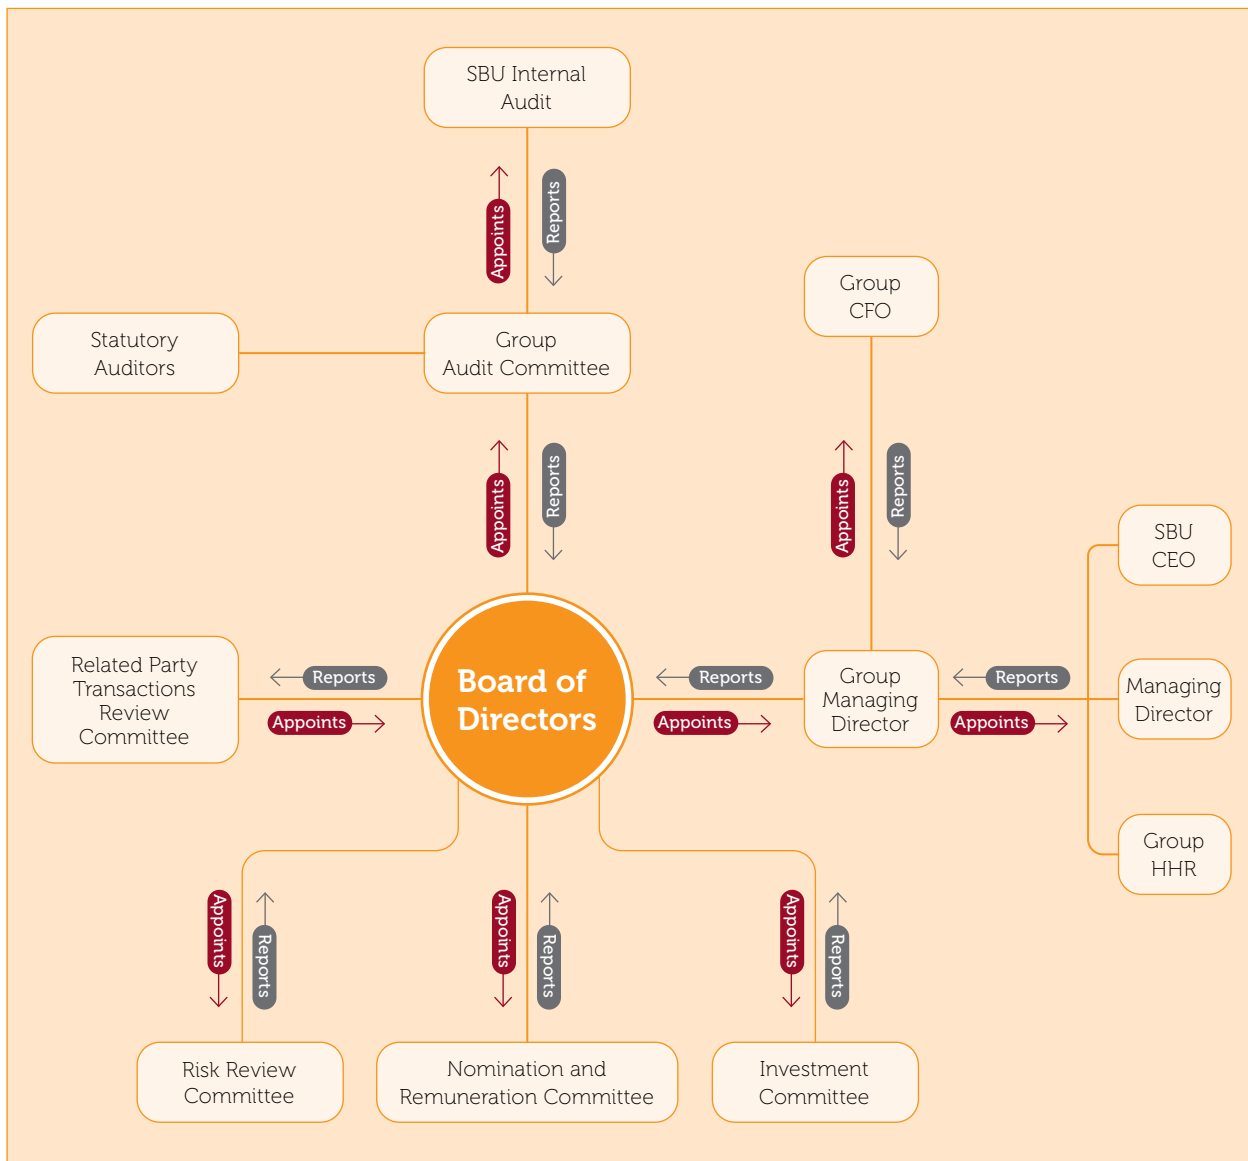 SBU Internal
Audit
Appoints
Reports
Group
CFO
Statutory
Auditors
Group
Audit Committee
Appoints
Reports
Appoints
Reports
SBU
CEO
Related Party
Transactions
Review
Committee
Reports
Appoints
Board of
Directors
Reports
Appoints
Group
Managing
Director
Reports
Appoints
Managing
Director
Group
HHR
Appoints
Reports
Appoints
Reports
Appoints
Reports
Risk Review
Committee
Nomination and
Remuneration Committee
Investment
Committee